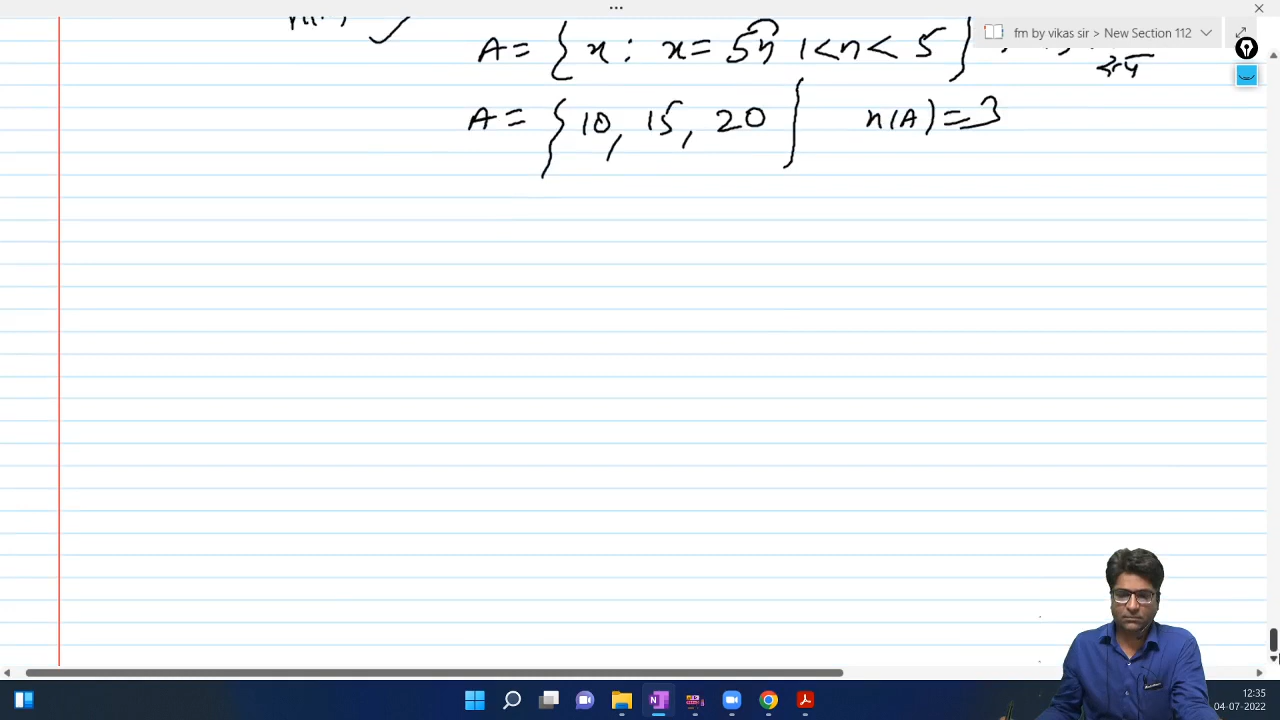 fm by vikas sir > New Section 112
A = { x : x = 5n 1 < n < 5 }
A = { 10, 15, 20 } n(A) = 3
12:35
04-07-2022